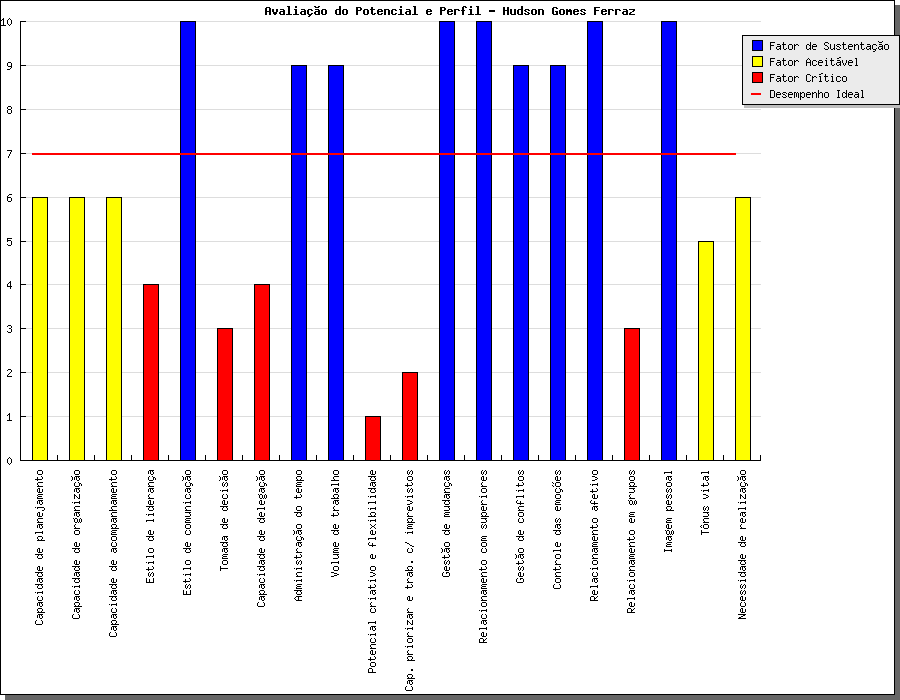 Avaliação do Potencial e Perfil - Hudson Gomes Ferraz
Fator de Sustentação
Fator Aceitável
Fator Crítico
Desempenho Ideal
10
9
8
7
6
5
4
3
2
1
0
Capacidade de planejamento
Capacidade de organização
Capacidade de acompanhamento
Estilo de liderança
Estilo de comunicação
Tomada de decisão
Capacidade de delegação
Administração do tempo
Volume de trabalho
Potencial criativo e flexibilidade
Cap. priorizar e trab. c/ imprevistos
Gestão de mudanças
Relacionamento com superiores
Gestão de conflitos
Controle das emoções
Relacionamento afetivo
Relacionamento em grupos
Imagem pessoal
Tônus vital
Necessidade de realização